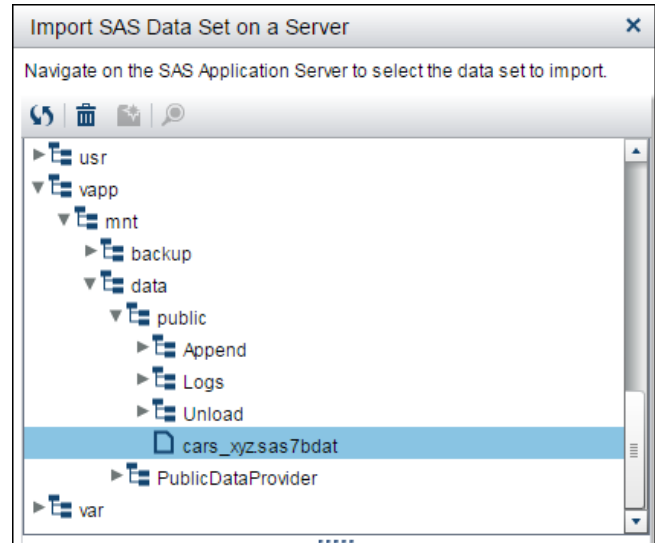 Import SAS Data Set on a Server
Navigate on the SAS Application Server to select the data set to import.
usr
vapp
mnt
backup
data
public
Append
Logs
Unload
cars_xyz.sas7bdat
PublicDataProvider
var